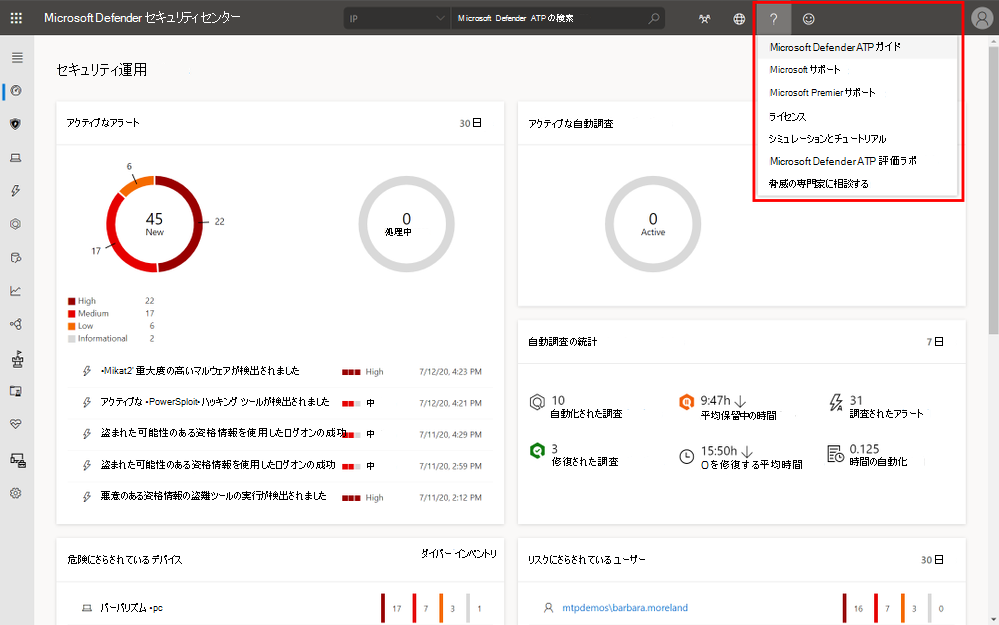 Microsoft Defender セキュリティセンター
IP
Microsoft Defender ATP の検索
?
Microsoft Defender ATP ガイド
Microsoft サポート
Microsoft Premier サポート
ライセンス
シミュレーションとチュートリアル
Microsoft Defender ATP 評価ラボ
脅威の専門家に相談する
セキュリティ運用
アクティブなアラート
30日
6
45
New
22
17
0
処理中
High 22
Medium 17
Low 6
Informational 2
•Mikat2' 重大度の高いマルウェアが検出されました High 7/12/20, 4:23 PM
アクティブな •PowerSploit• ハッキング ツールが検出されました 中 7/12/20, 4:21 PM
盗まれた可能性のある資格情報を使用したログオンの成功 中 7/11/20, 4:29 PM
盗まれた可能性のある資格情報を使用したログオンの成功 中 7/11/20, 2:59 PM
悪意のある資格情報の盗難ツールの実行が検出されました High 7/11/20, 2:12 PM
アクティブな自動調査
0
Active
自動調査の統計
7日
10
自動化された調査
9:47h
平均保留中の時間
31
調査されたアラート
3
修復された調査
15:50h
Oを修復する平均時間
0.125
時間の自動化
危険にさらされているデバイス
ダイバー インベントリ
バーバリズム •pc 17 7 3 1
リスクにさらされているユーザー
30日
mtpdemos\barbara.moreland 16 7 3 0